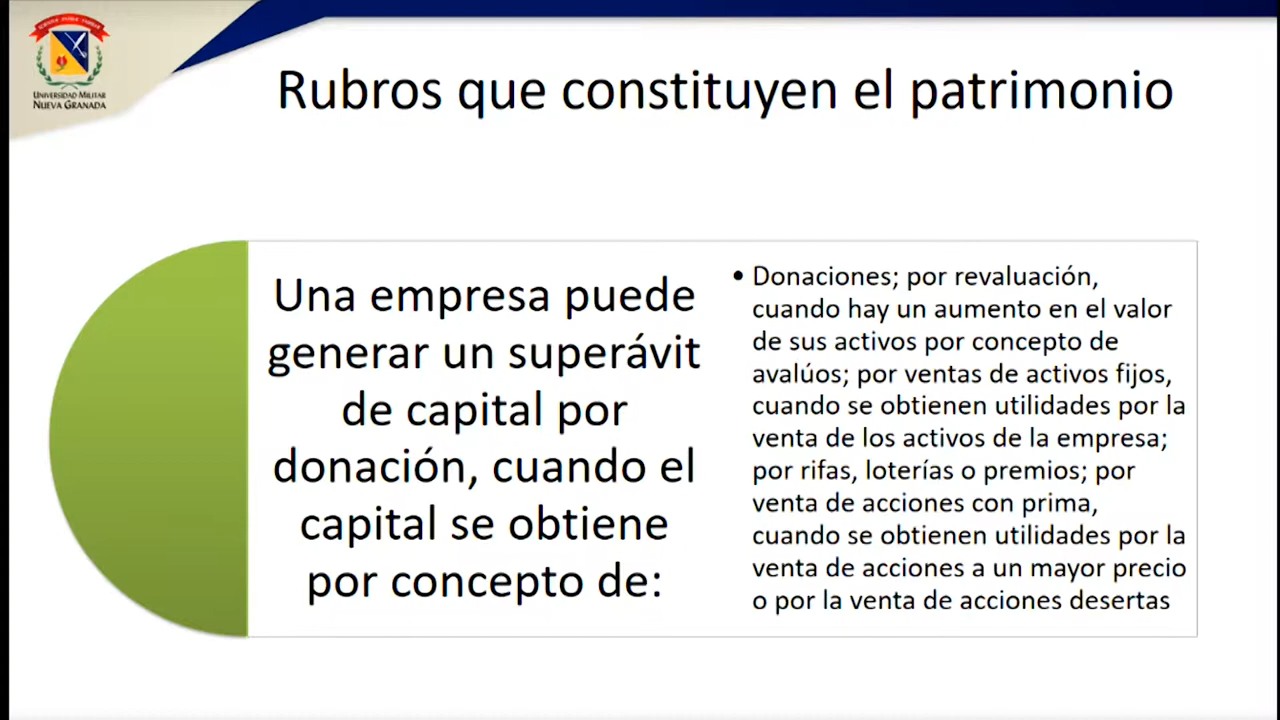 UNIVERSIDAD MILITAR
NUEVA GRANADA
Rubros que constituyen el patrimonio
Una empresa puede
generar un superávit
de capital por
donación, cuando el
capital se obtiene
por concepto de:
• Donaciones; por revaluación,
cuando hay un aumento en el valor
de sus activos por concepto de
avalúos; por ventas de activos fijos,
cuando se obtienen utilidades por la
venta de los activos de la empresa;
por rifas, loterías o premios; por
venta de acciones con prima,
cuando se obtienen utilidades por la
venta de acciones a un mayor precio
o por la venta de acciones desertas